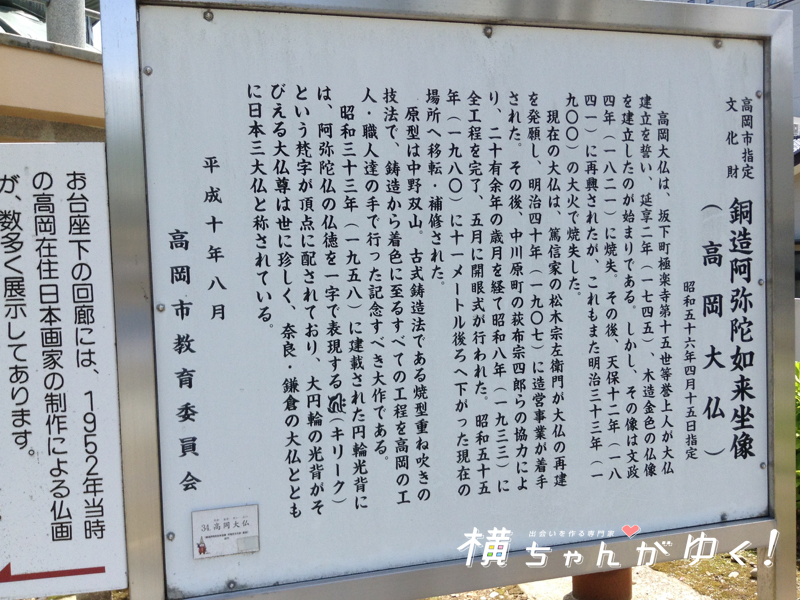 高岡市指定
文化財
銅造阿弥陀如来坐像
（高岡大仏）
昭和五十六年四月十五日指定
高岡大仏は、坂下町極楽寺第十五世等誉上人が大仏
建立を誓い、延享二年（一七四五）、木造金色の仏像
を建立したのが始まりである。しかし、その像は文政
四年（一八二一）に焼失。その後、天保十二年（一八
四一）に再興されたが、これもまた明治三十三年（一
九〇〇）の大火で焼失した。
現在の大仏は、篤信家の松木宗左衛門が大仏の再建
を発願し、明治四十年（一九〇七）に造営事業が着手
された。その後、中川原町の荻布宗四郎らの協力によ
り、二十有余年の歳月を経て昭和八年（一九三三）に
全工程を完了、五月に開眼式が行われた。昭和五十五
年（一九八〇）に十一メートル後ろへ下がった現在の
場所へ移転・補修された。
原型は中野双山。古式鋳造法である焼型重ね吹きの
技法で、鋳造から着色に至るすべての工程を高岡の工
人・職人達の手で行った記念すべき大作である。
昭和三十三年（一九五八）に建載された円輪光背に
は、阿弥陀仏の仏徳を一字で表現する（キリーク）
という梵字が頂点に配されており、大円輪の光背がそ
びえる大仏尊は世に珍しく、奈良・鎌倉の大仏ととも
に日本三大仏と称されている。
平成十年八月
高岡市教育委員会
34 高岡大仏
お台座下の回廊には、1952年当時
の高岡在住日本画家の制作による仏画
が、数多く展示してあります。
出会いを作る専門家
横ちゃんがゆく！